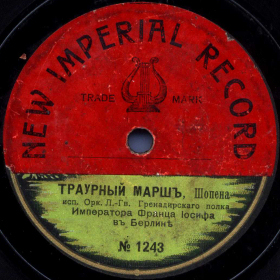 NEW IMPERIAL RECORD
TRADE MARK
ТРАУРНЫЙ МАРШЪ, Шопена
исп. Орк. Л.-Гв. Гренадирскаго полка
Императора Франца Іосифа
въ Берлинѣ
№ 1243